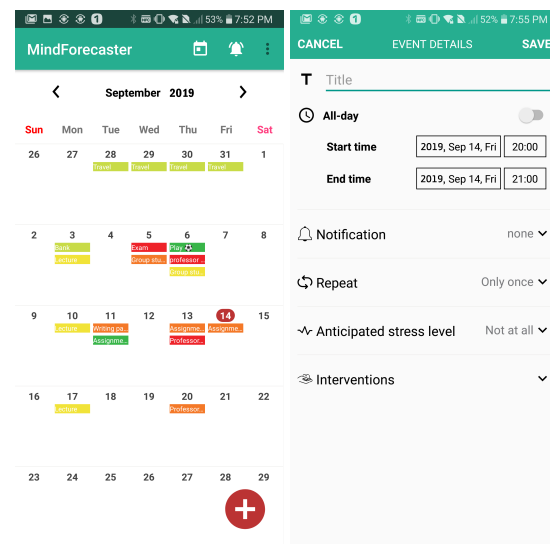 1 53% 7:52 PM
MindForecaster
September 2019
Sun Mon Tue Wed Thu Fri Sat
26 27 28 29 30 31 1
Travel Travel Travel Travel
2 3 4 5 6 7 8
Bank Exam Play
Lecture Group stu.. professor ..
Group stu..
9 10 11 12 13 14 15
Lecture Writing pa.. Assignme.. Assignme..
Assignme.. Professor..
16 17 18 19 20 21 22
Lecture Professor..
23 24 25 26 27 28 29
+
1 52% 7:55 PM
CANCEL EVENT DETAILS SAVE
T Title
All-day
Start time 2019, Sep 14, Fri 20:00
End time 2019, Sep 14, Fri 21:00
Notification none
Repeat Only once
Anticipated stress level Not at all
Interventions